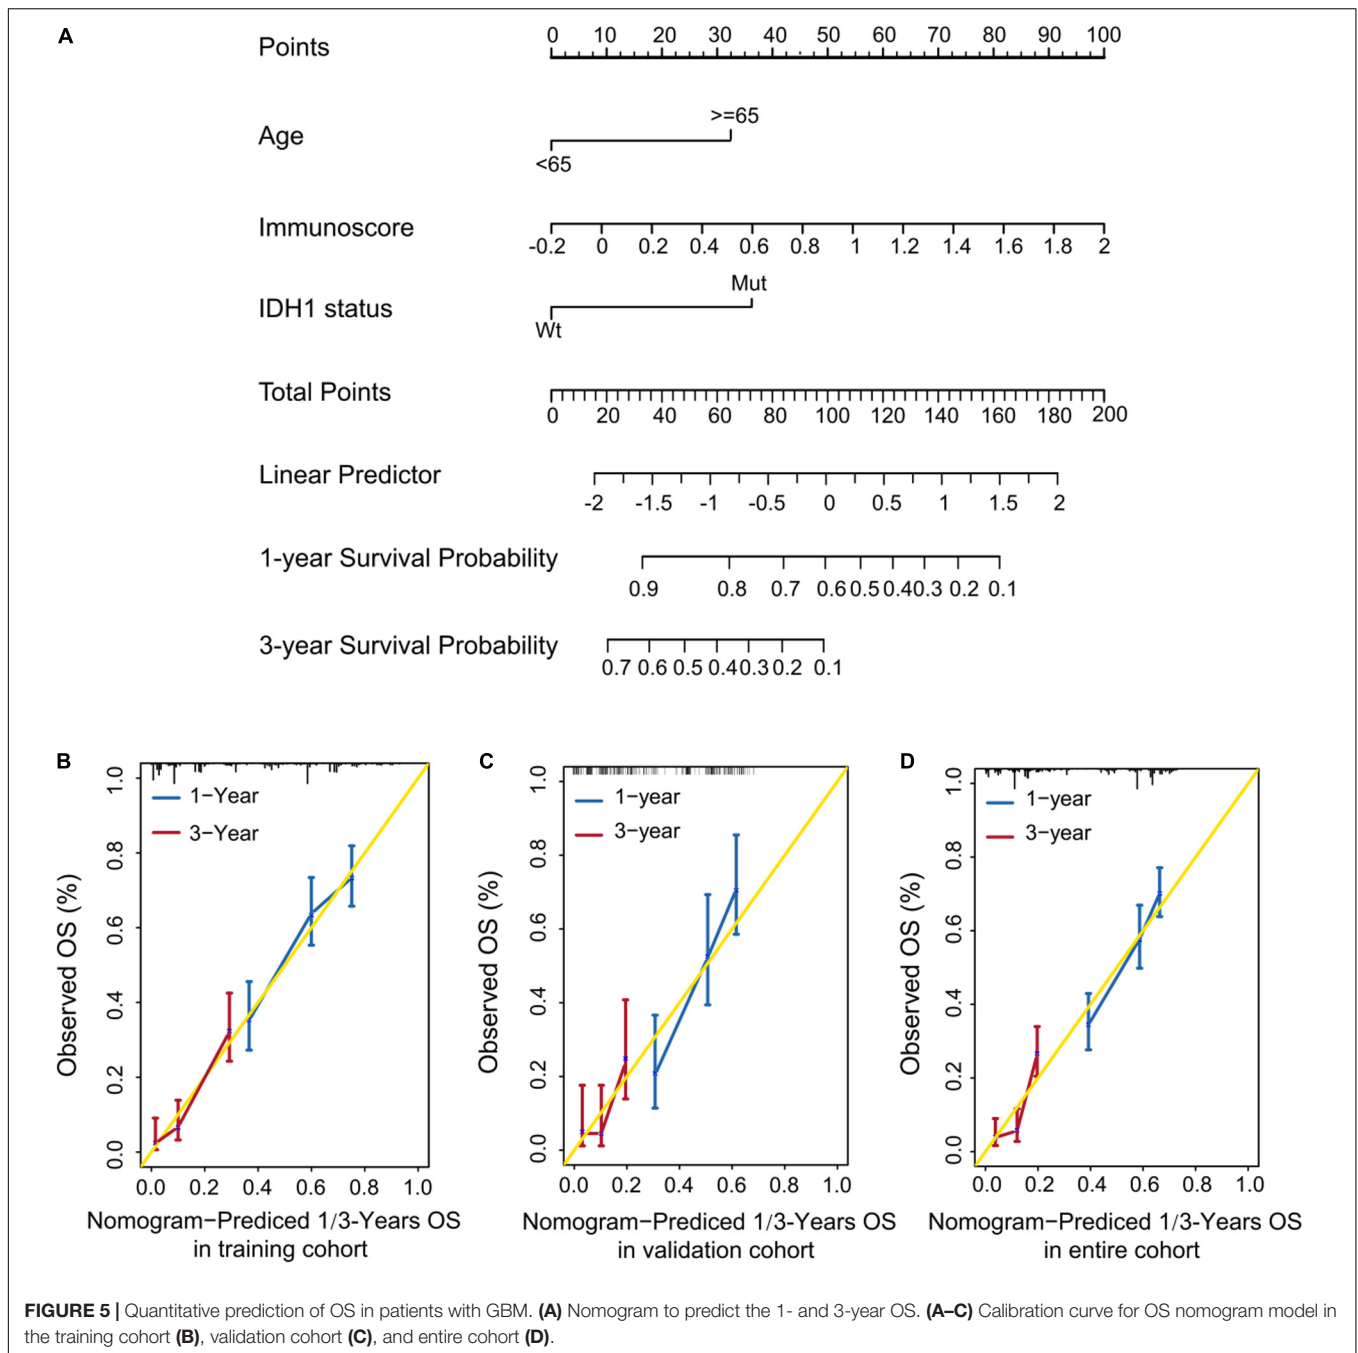 A
Points
0 10 20 30 40 50 60 70 80 90 100
>=65
Age
<65
Immunoscore
-0.2 0 0.2 0.4 0.6 0.8 1 1.2 1.4 1.6 1.8 2
Mut
IDH1 status
Wt
Total Points
0 20 40 60 80 100 120 140 160 180 200
Linear Predictor
-2 -1.5 -1 -0.5 0 0.5 1 1.5 2
1-year Survival Probability
0.9 0.8 0.7 0.6 0.5 0.4 0.3 0.2 0.1
3-year Survival Probability
0.7 0.6 0.5 0.4 0.3 0.2 0.1
B
1−Year
3−Year
Observed OS (%)
0.0 0.2 0.4 0.6 0.8 1.0
0.0 0.2 0.4 0.6 0.8 1.0
Nomogram−Prediced 1/3-Years OS
in training cohort
C
1−year
3−year
Observed OS (%)
0.0 0.2 0.4 0.6 0.8 1.0
0.0 0.2 0.4 0.6 0.8 1.0
Nomogram−Prediced 1/3-Years OS
in validation cohort
D
1−year
3−year
Observed OS (%)
0.0 0.2 0.4 0.6 0.8 1.0
0.0 0.2 0.4 0.6 0.8 1.0
Nomogram−Prediced 1/3-Years OS
in entire cohort
FIGURE 5 | Quantitative prediction of OS in patients with GBM. (A) Nomogram to predict the 1- and 3-year OS. (A–C) Calibration curve for OS nomogram model in
the training cohort (B), validation cohort (C), and entire cohort (D).